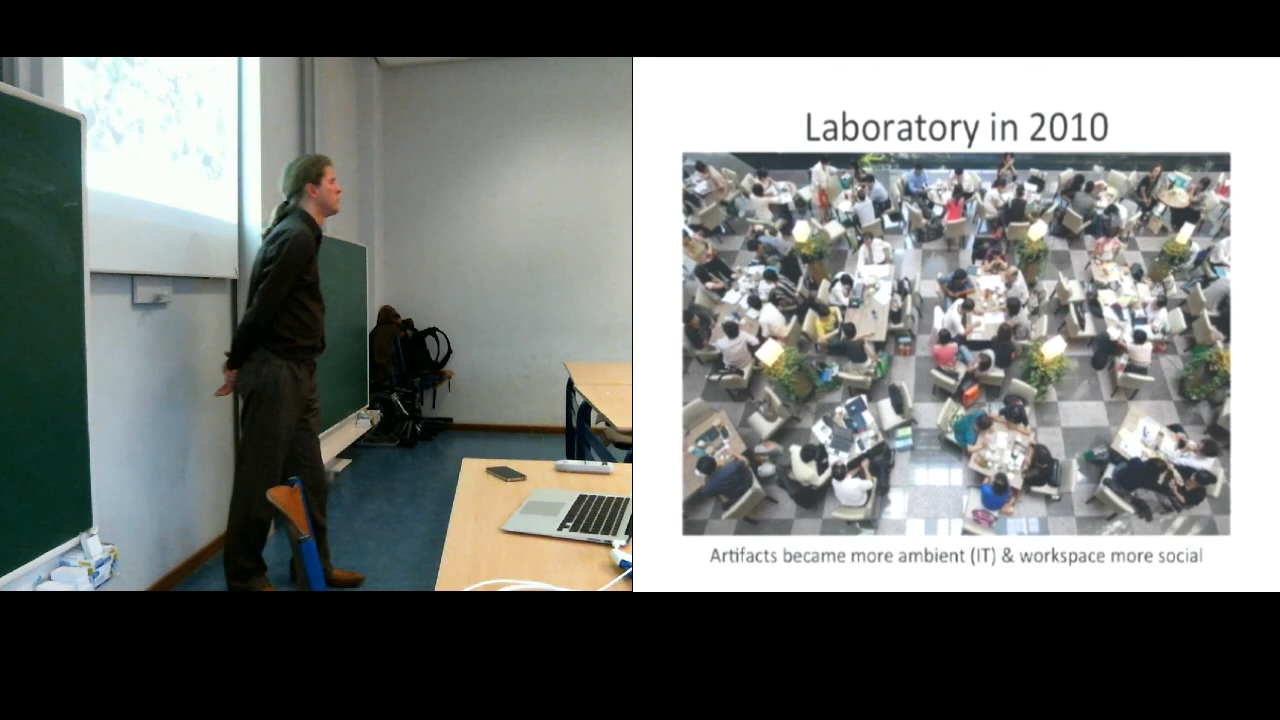 Laboratory in 2010
Artifacts became more ambient (IT) & workspace more social